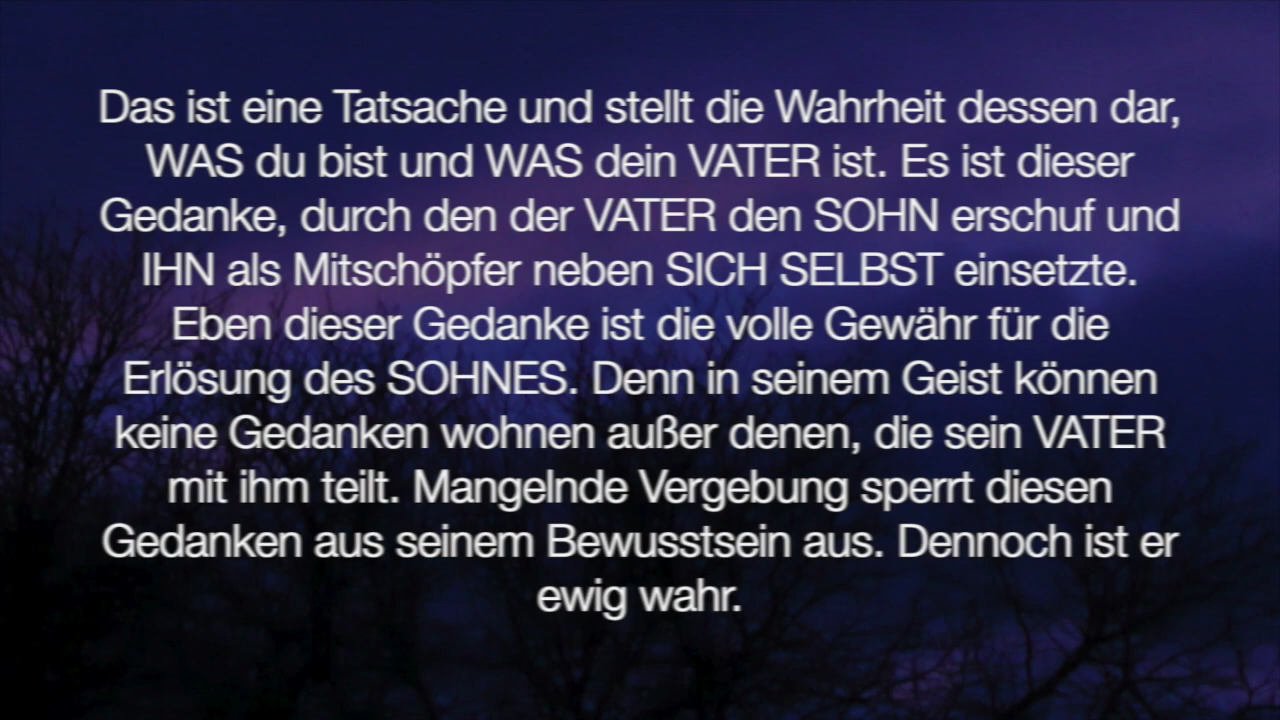 Das ist eine Tatsache und stellt die Wahrheit dessen dar,
WAS du bist und WAS dein VATER ist. Es ist dieser
Gedanke, durch den der VATER den SOHN erschuf und
IHN als Mitschöpfer neben SICH SELBST einsetzte.
Eben dieser Gedanke ist die volle Gewähr für die
Erlösung des SOHNES. Denn in seinem Geist können
keine Gedanken wohnen außer denen, die sein VATER
mit ihm teilt. Mangelnde Vergebung sperrt diesen
Gedanken aus seinem Bewusstsein aus. Dennoch ist er
ewig wahr.